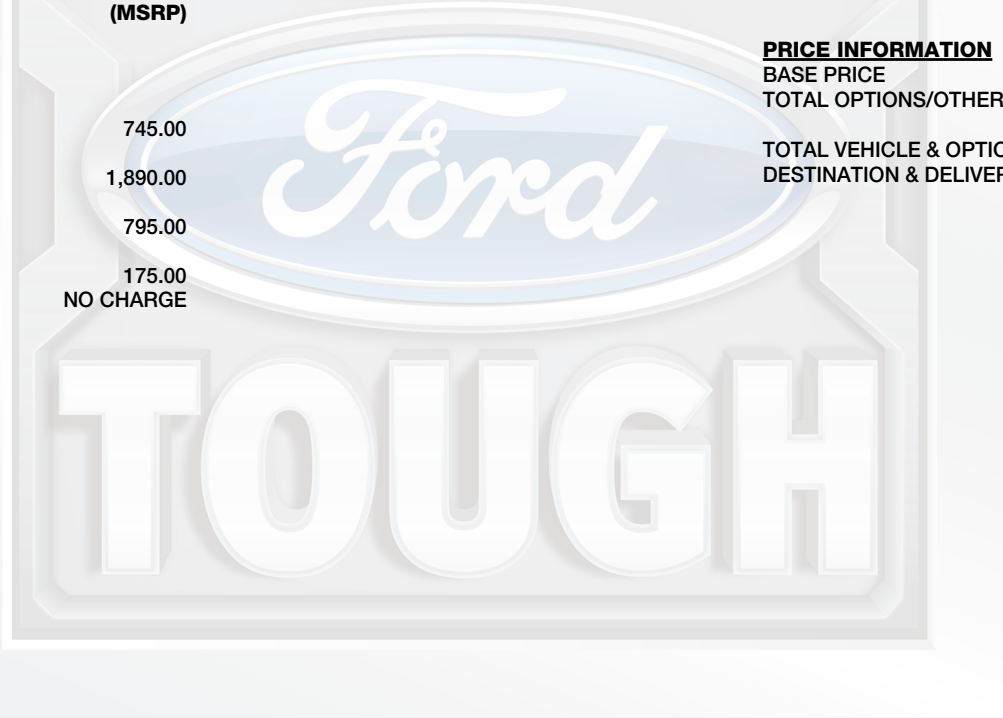 (MSRP)
745.00
1,890.00
795.00
175.00
NO CHARGE
PRICE INFORMATION
BASE PRICE
TOTAL OPTIONS/OTHER
TOTAL VEHICLE & OPTIO
DESTINATION & DELIVER
Ford
TOUGH